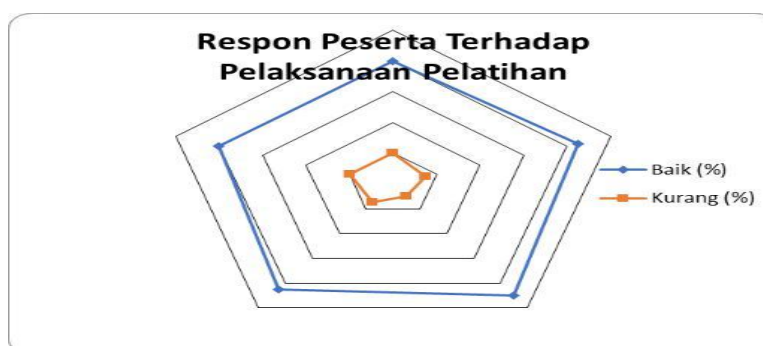 Respon Peserta Terhadap
Pelaksanaan Pelatihan
Baik (%)
Kurang (%)